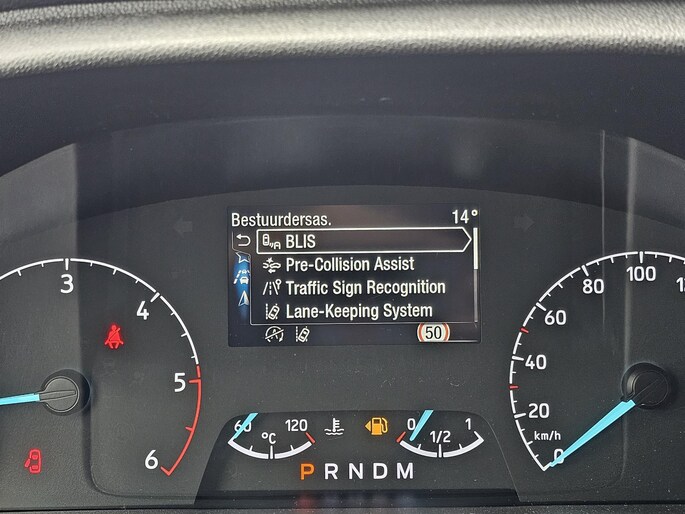 Bestuurdersas. 14°
BLIS
Pre-Collision Assist
Traffic Sign Recognition
Lane-Keeping System
50
3
4
5
6
60 °C 120
0 1/2 1
P R N D M
0
20
40
60
80
100
km/h